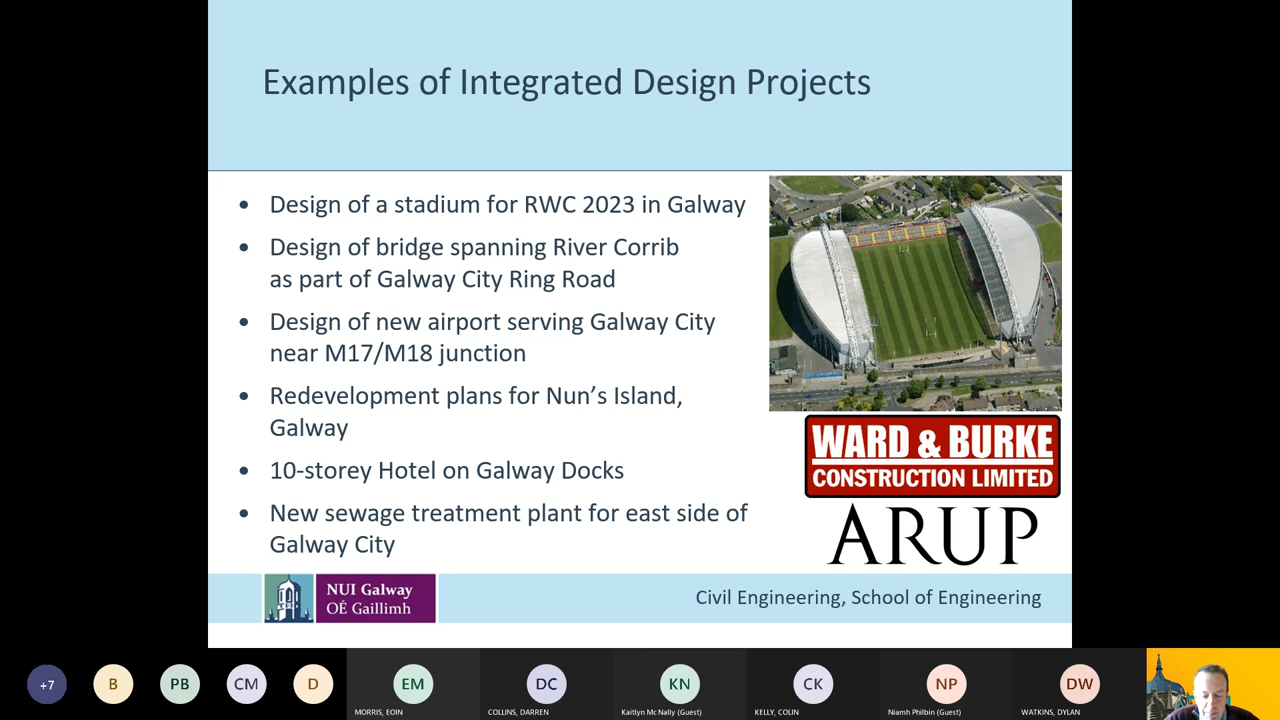 Examples of Integrated Design Projects
• Design of a stadium for RWC 2023 in Galway
• Design of bridge spanning River Corrib
as part of Galway City Ring Road
• Design of new airport serving Galway City
near M17/M18 junction
• Redevelopment plans for Nun’s Island,
Galway
• 10-storey Hotel on Galway Docks
• New sewage treatment plant for east side of
Galway City
WARD & BURKE
CONSTRUCTION LIMITED
ARUP
NUI Galway
OÉ Gaillimh
Civil Engineering, School of Engineering
+7
B
PB
CM
D
EM
DC
KN
CK
NP
DW
MORRIS, EOIN
COLLINS, DARREN
Kaitlyn Mc Nally (Guest)
KELLY, COLIN
Niamh Philbin (Guest)
WATKINS, DYLAN